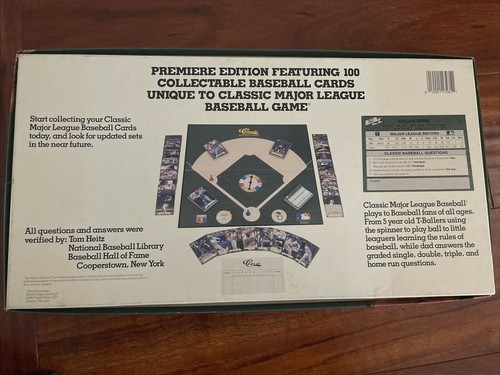 PREMIERE EDITION FEATURING 100
COLLECTABLE BASEBALL CARDS
UNIQUE TO CLASSIC MAJOR LEAGUE
BASEBALL GAME®
Start collecting your Classic
Major League Baseball Cards
today, and look for updated sets
in the near future.
Classic
MAJOR LEAGUE RECORD
CLASSIC BASEBALL QUESTIONS
All questions and answers were
verified by: Tom Heitz
National Baseball Library
Baseball Hall of Fame
Cooperstown, New York
Classic Major League Baseball®
plays to Baseball fans of all ages.
From 5 year old T-Ballers using
the spinner to play ball to little
leaguers learning the rules of
baseball, while dad answers the
graded single, double, triple, and
home run questions.
Classic